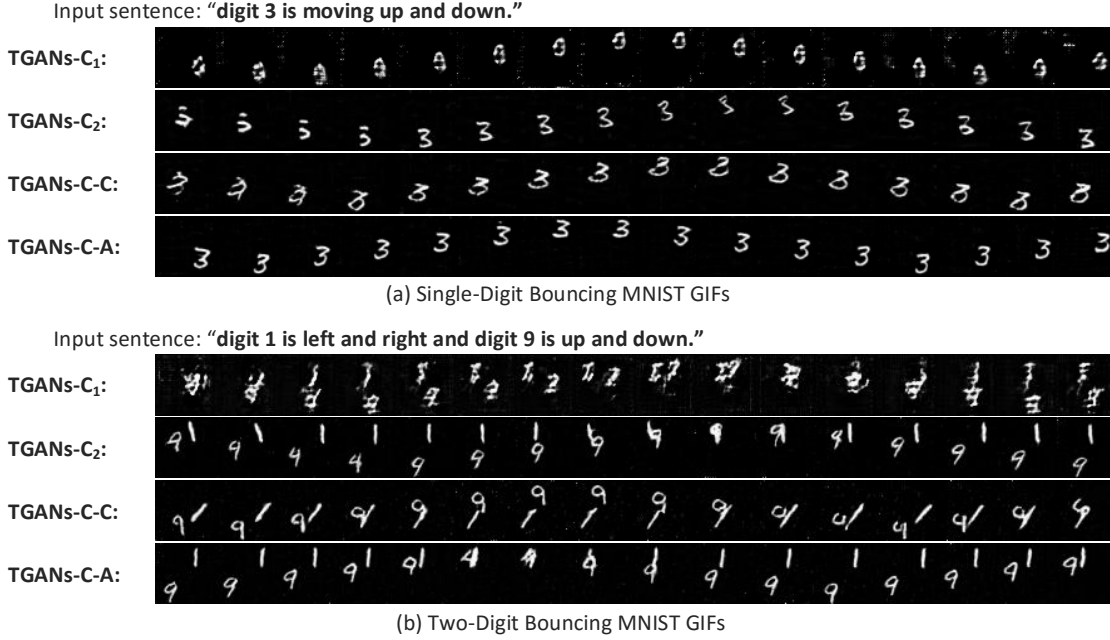 Input sentence: “digit 3 is moving up and down.”
TGANs-C₁:
TGANs-C₂:
TGANs-C-C:
TGANs-C-A:
(a) Single-Digit Bouncing MNIST GIFs
Input sentence: “digit 1 is left and right and digit 9 is up and down.”
TGANs-C₁:
TGANs-C₂:
TGANs-C-C:
TGANs-C-A:
(b) Two-Digit Bouncing MNIST GIFs